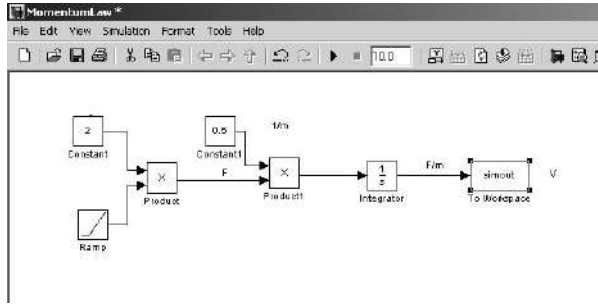 MomentumLaw *
File Edit View Simulation Format Tools Help
10.0
2
Constant
0.5
Constant1
1/m
X
Product
F
X
Product1
1
s
Integrator
F/m
simout
To Workspace
V
Ramp